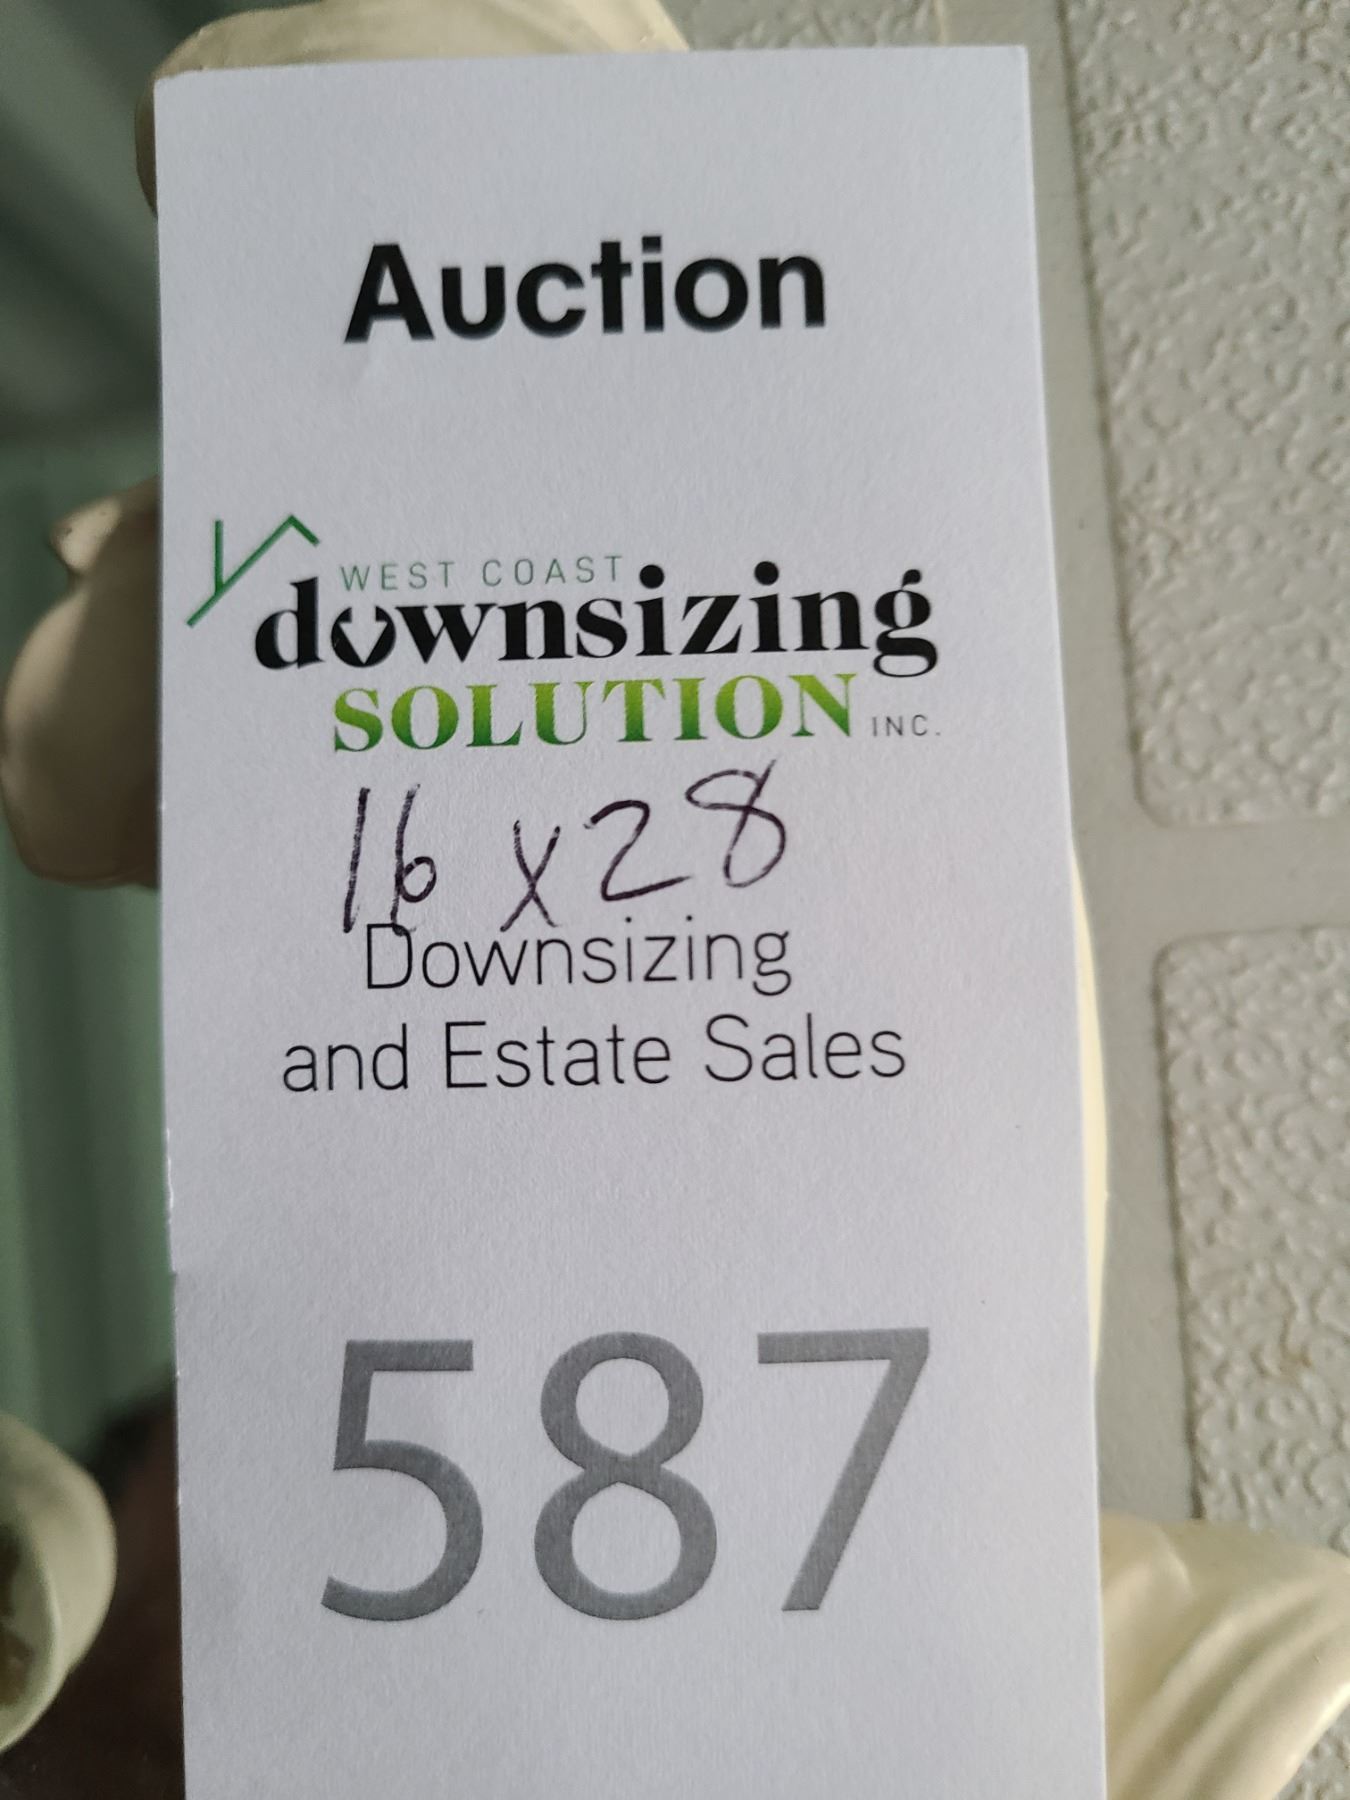 Auction
WEST COAST
downsizing
SOLUTION INC.
16 x 28
Downsizing
and Estate Sales
587